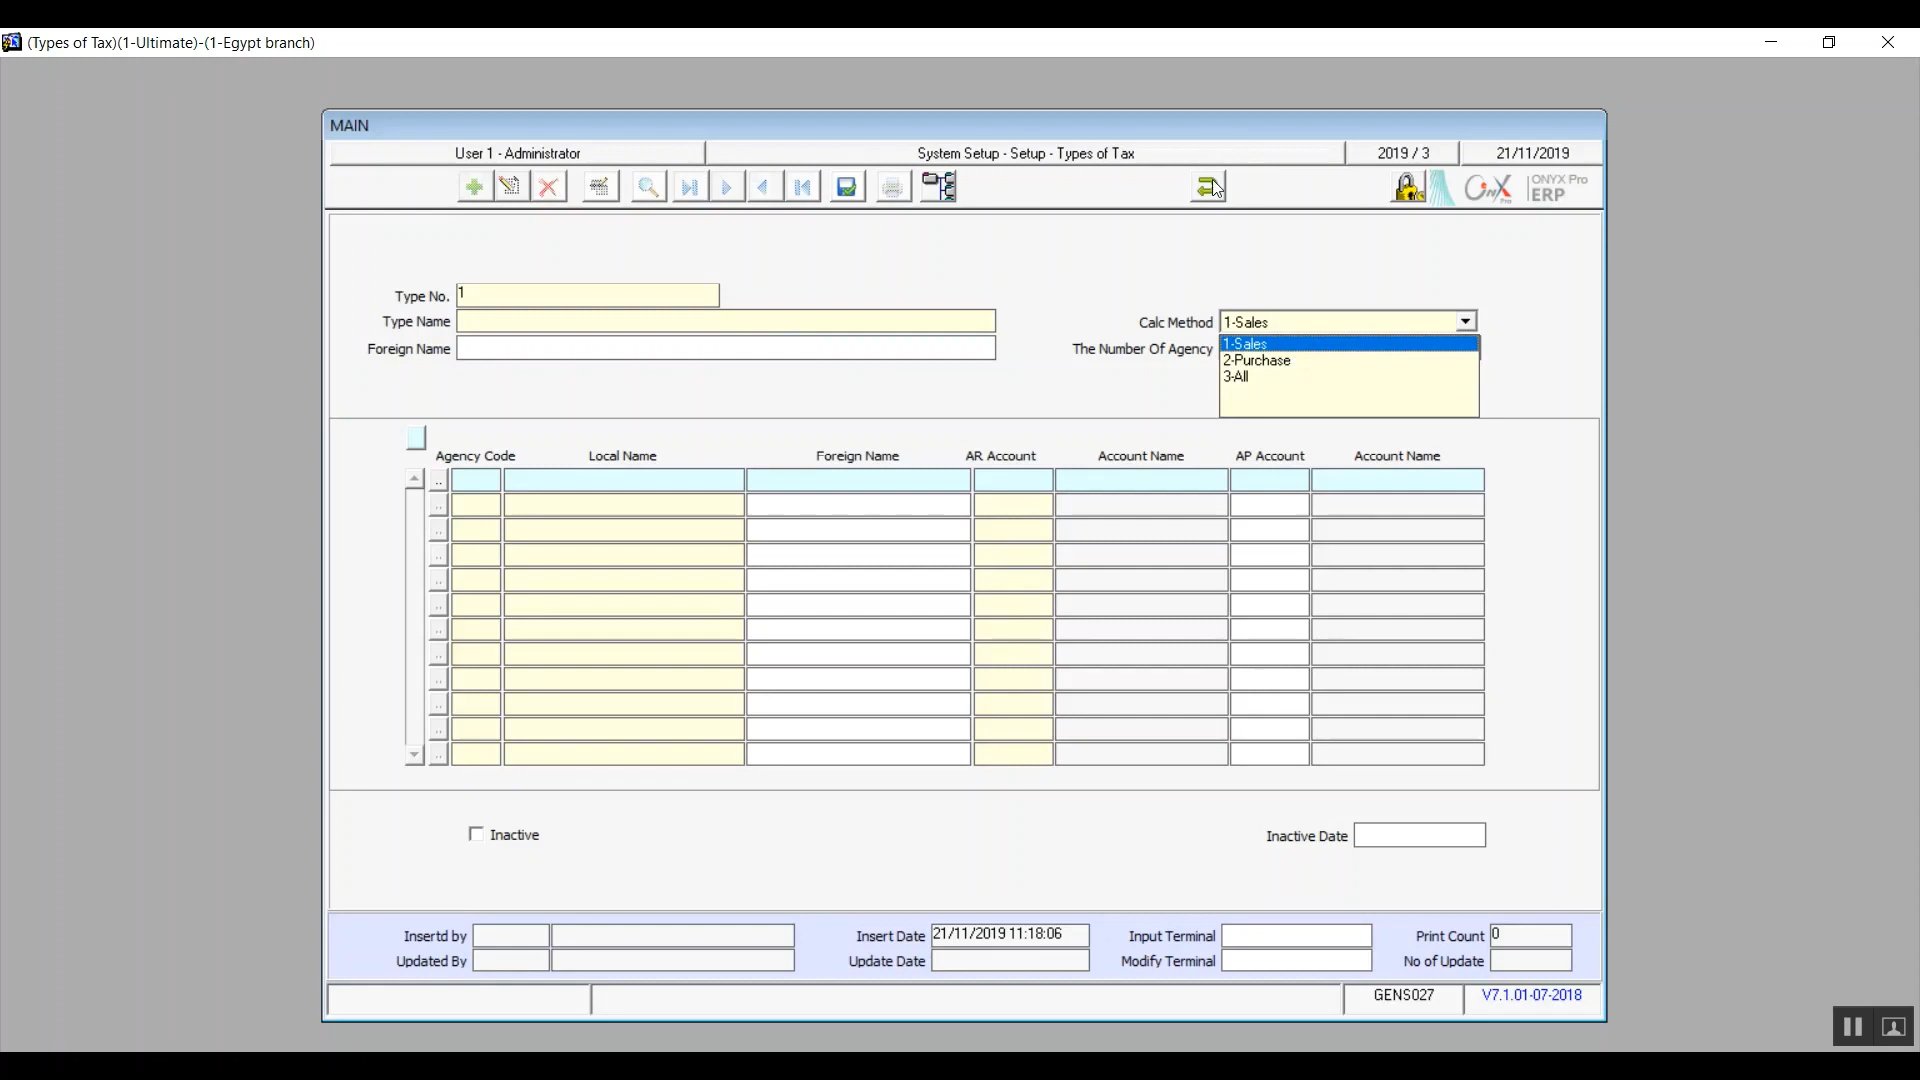 (Types of Tax)(1-Ultimate)-(1-Egypt branch)
MAIN
User 1 - Administrator
System Setup - Setup - Types of Tax
2019 / 3
21/11/2019
OnyX Pro
ONYX Pro
ERP
Type No. 1
Type Name
Foreign Name
Calc Method 1-Sales
The Number Of Agency
1-Sales
2-Purchase
3-All
Agency Code Local Name Foreign Name AR Account Account Name AP Account Account Name
Inactive
Inactive Date
Insertd by Insert Date 21/11/2019 11:18:06 Input Terminal Print Count 0
Updated By Update Date Modify Terminal No of Update
GENS027
V7.1.01-07-2018